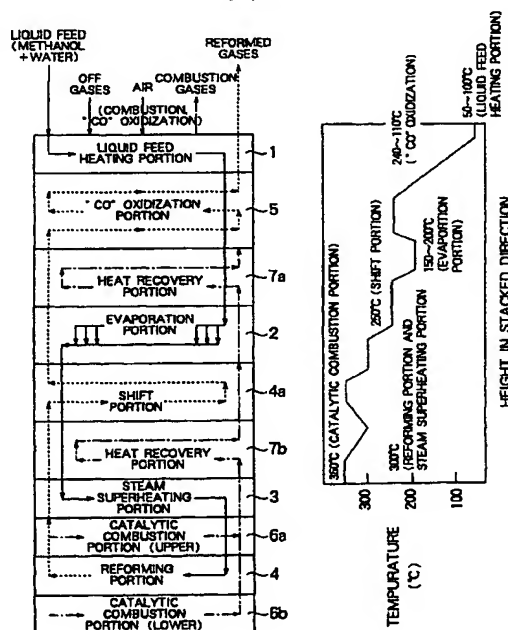 LIQUID FEED
(METHANOL
+WATER)
REFORMED
GASES
OFF
GASES
AIR
COMBUSTION
GASES
(COMBUSTION,
"CO" OXIDIZATION)
LIQUID FEED
HEATING PORTION
1
"CO" OXIDIZATION
PORTION
5
HEAT RECOVERY
PORTION
7a
EVAPORTION
PORTION
2
SHIFT
PORTION
4a
HEAT RECOVERY
PORTION
7b
STEAM
SUPERHEATING
PORTION
3
CATALYTIC
COMBUSTION
PORTION (UPPER)
6a
REFORMING
PORTION
4
CATALYTIC
COMBUSTION
PORTION (LOWER)
6b
350°C (CATALYTIC COMBUSTION PORTION)
300°C
(REFORMING PORTION AND
STEAM SUPERHEATING PORTION
250°C (SHIFT PORTION)
150~200°C
(EVAPORTION
PORTION)
240~110°C
("CO" OXIDIZATION)
50~100°C
(LIQUID FEED
HEATING PORTION)
300
200
100
TEMPURATURE
(°C)
HEIGHT IN STACKED DIRECTION